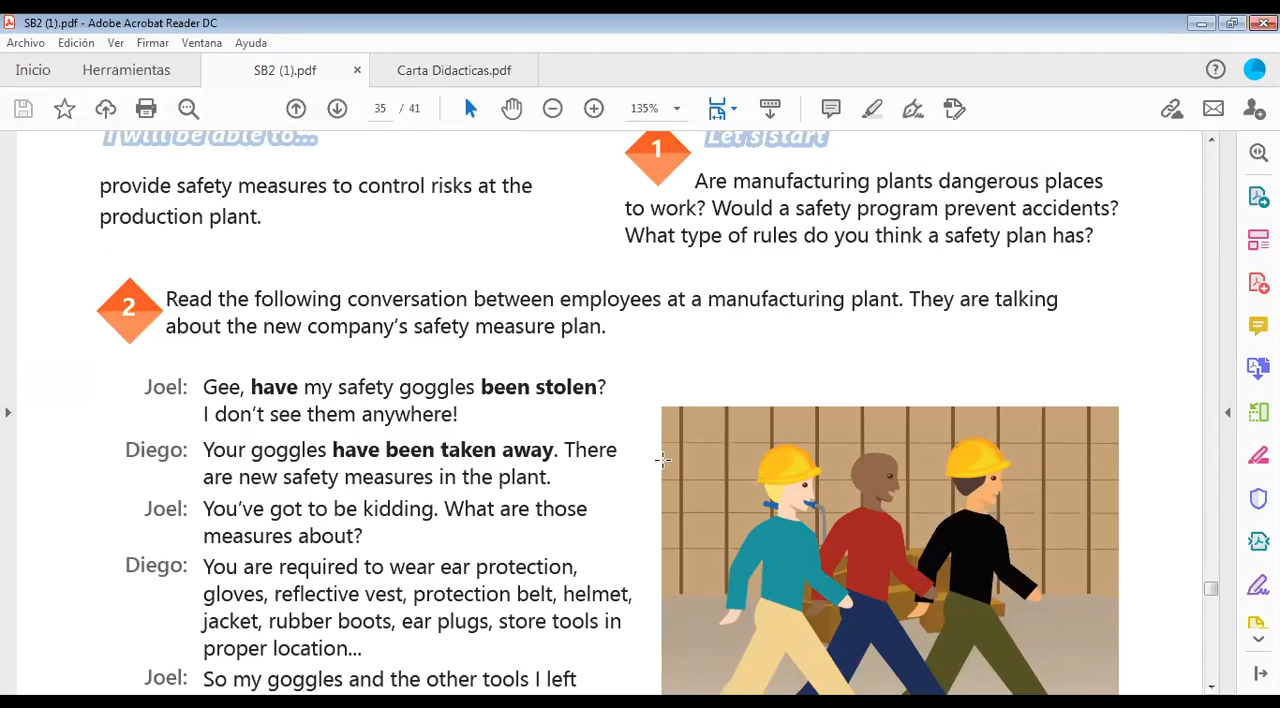 SB2 (1).pdf - Adobe Acrobat Reader DC
Archivo Edición Ver Firmar Ventana Ayuda
Inicio Herramientas SB2 (1).pdf × Carta Didacticas.pdf
35 / 41 135%
I will be able to...
provide safety measures to control risks at the
production plant.
1 Let's start
Are manufacturing plants dangerous places
to work? Would a safety program prevent accidents?
What type of rules do you think a safety plan has?
2 Read the following conversation between employees at a manufacturing plant. They are talking
about the new company's safety measure plan.
Joel: Gee, have my safety goggles been stolen?
I don't see them anywhere!
Diego: Your goggles have been taken away. There
are new safety measures in the plant.
Joel: You've got to be kidding. What are those
measures about?
Diego: You are required to wear ear protection,
gloves, reflective vest, protection belt, helmet,
jacket, rubber boots, ear plugs, store tools in
proper location...
Joel: So my goggles and the other tools I left